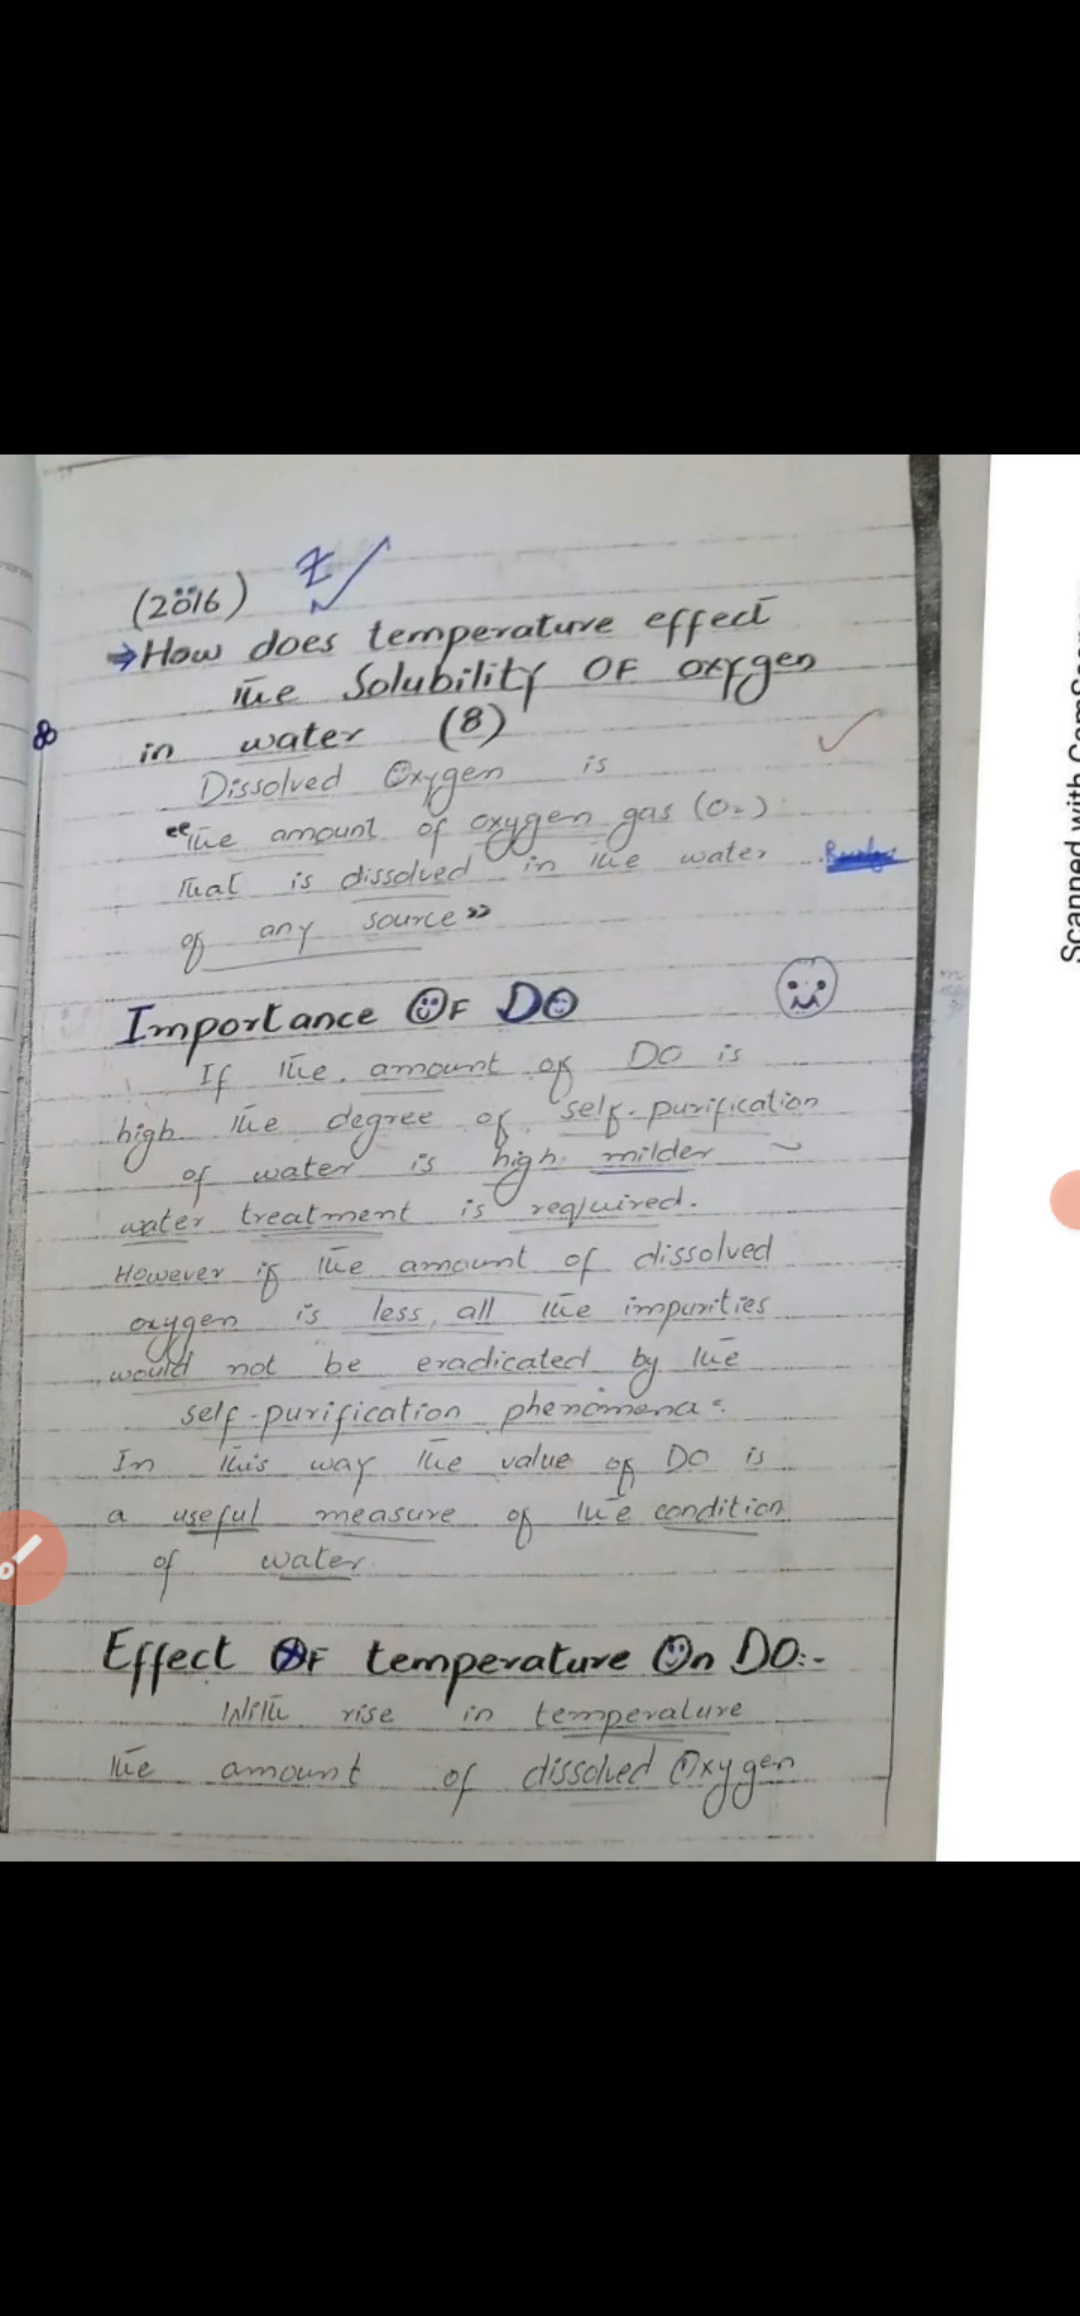 (2016)
⇒How does temperature effect
the Solubility OF oxygen
in water (8)
Dissolved Oxygen is
"The amount of oxygen gas (O₂)
that is dissolved in the water
of any source"
Importance OF DO
If the amount of DO is
high the degree of self-purification
of water is high milder
water treatment is required.
However if the amount of dissolved
oxygen is less, all the impurities
would not be eradicated by the
self-purification phenomena.
In this way the value of DO is
a useful measure of the condition
of water
Effect OF temperature On DO:-
With rise in temperature
the amount of dissolved Oxygen
Scanned with CamScanner